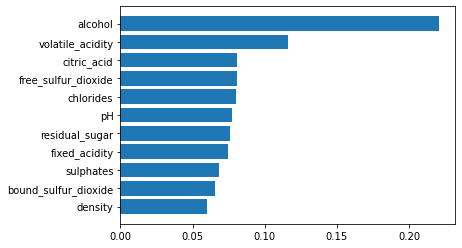 alcohol
volatile_acidity
citric_acid
free_sulfur_dioxide
chlorides
pH
residual_sugar
fixed_acidity
sulphates
bound_sulfur_dioxide
density
0.00 0.05 0.10 0.15 0.20